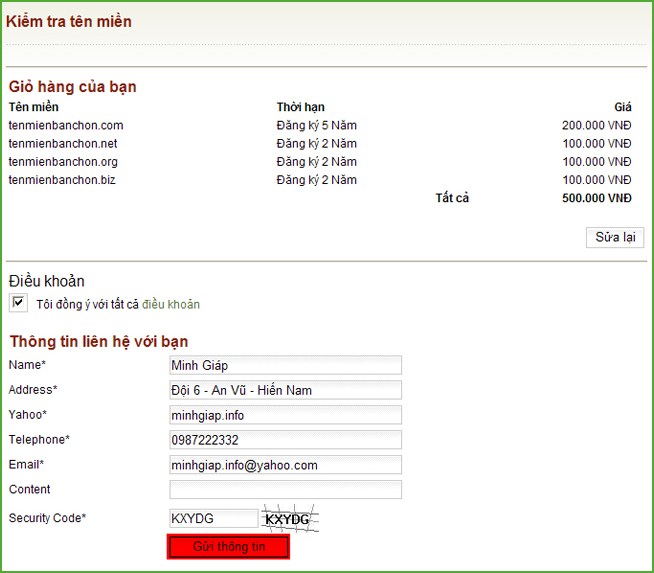 Kiểm tra tên miền
Giỏ hàng của bạn
Tên miền Thời hạn Giá
tenmienbanchon.com Đăng ký 5 Năm 200.000 VNĐ
tenmienbanchon.net Đăng ký 2 Năm 100.000 VNĐ
tenmienbanchon.org Đăng ký 2 Năm 100.000 VNĐ
tenmienbanchon.biz Đăng ký 2 Năm 100.000 VNĐ
Tất cả 500.000 VNĐ
Sửa lại
Điều khoản
Tôi đồng ý với tất cả điều khoản
Thông tin liên hệ với bạn
Name* Minh Giáp
Address* Đội 6 - An Vũ - Hiến Nam
Yahoo* minhgiap.info
Telephone* 0987222332
Email* minhgiap.info@yahoo.com
Content
Security Code* KXYDG KXYDG
Gửi thông tin